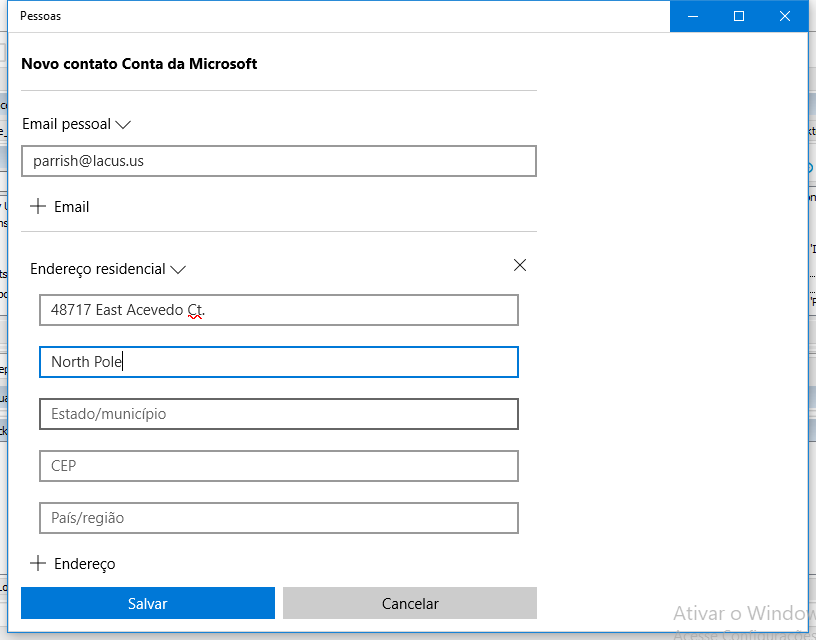 Pessoas
Novo contato Conta da Microsoft
Email pessoal
parrish@lacus.us
Email
Endereço residencial
48717 East Acevedo Ct.
North Pole
Estado/município
CEP
País/região
Endereço
Salvar
Cancelar
Ativar o Window
Acesse Configurações